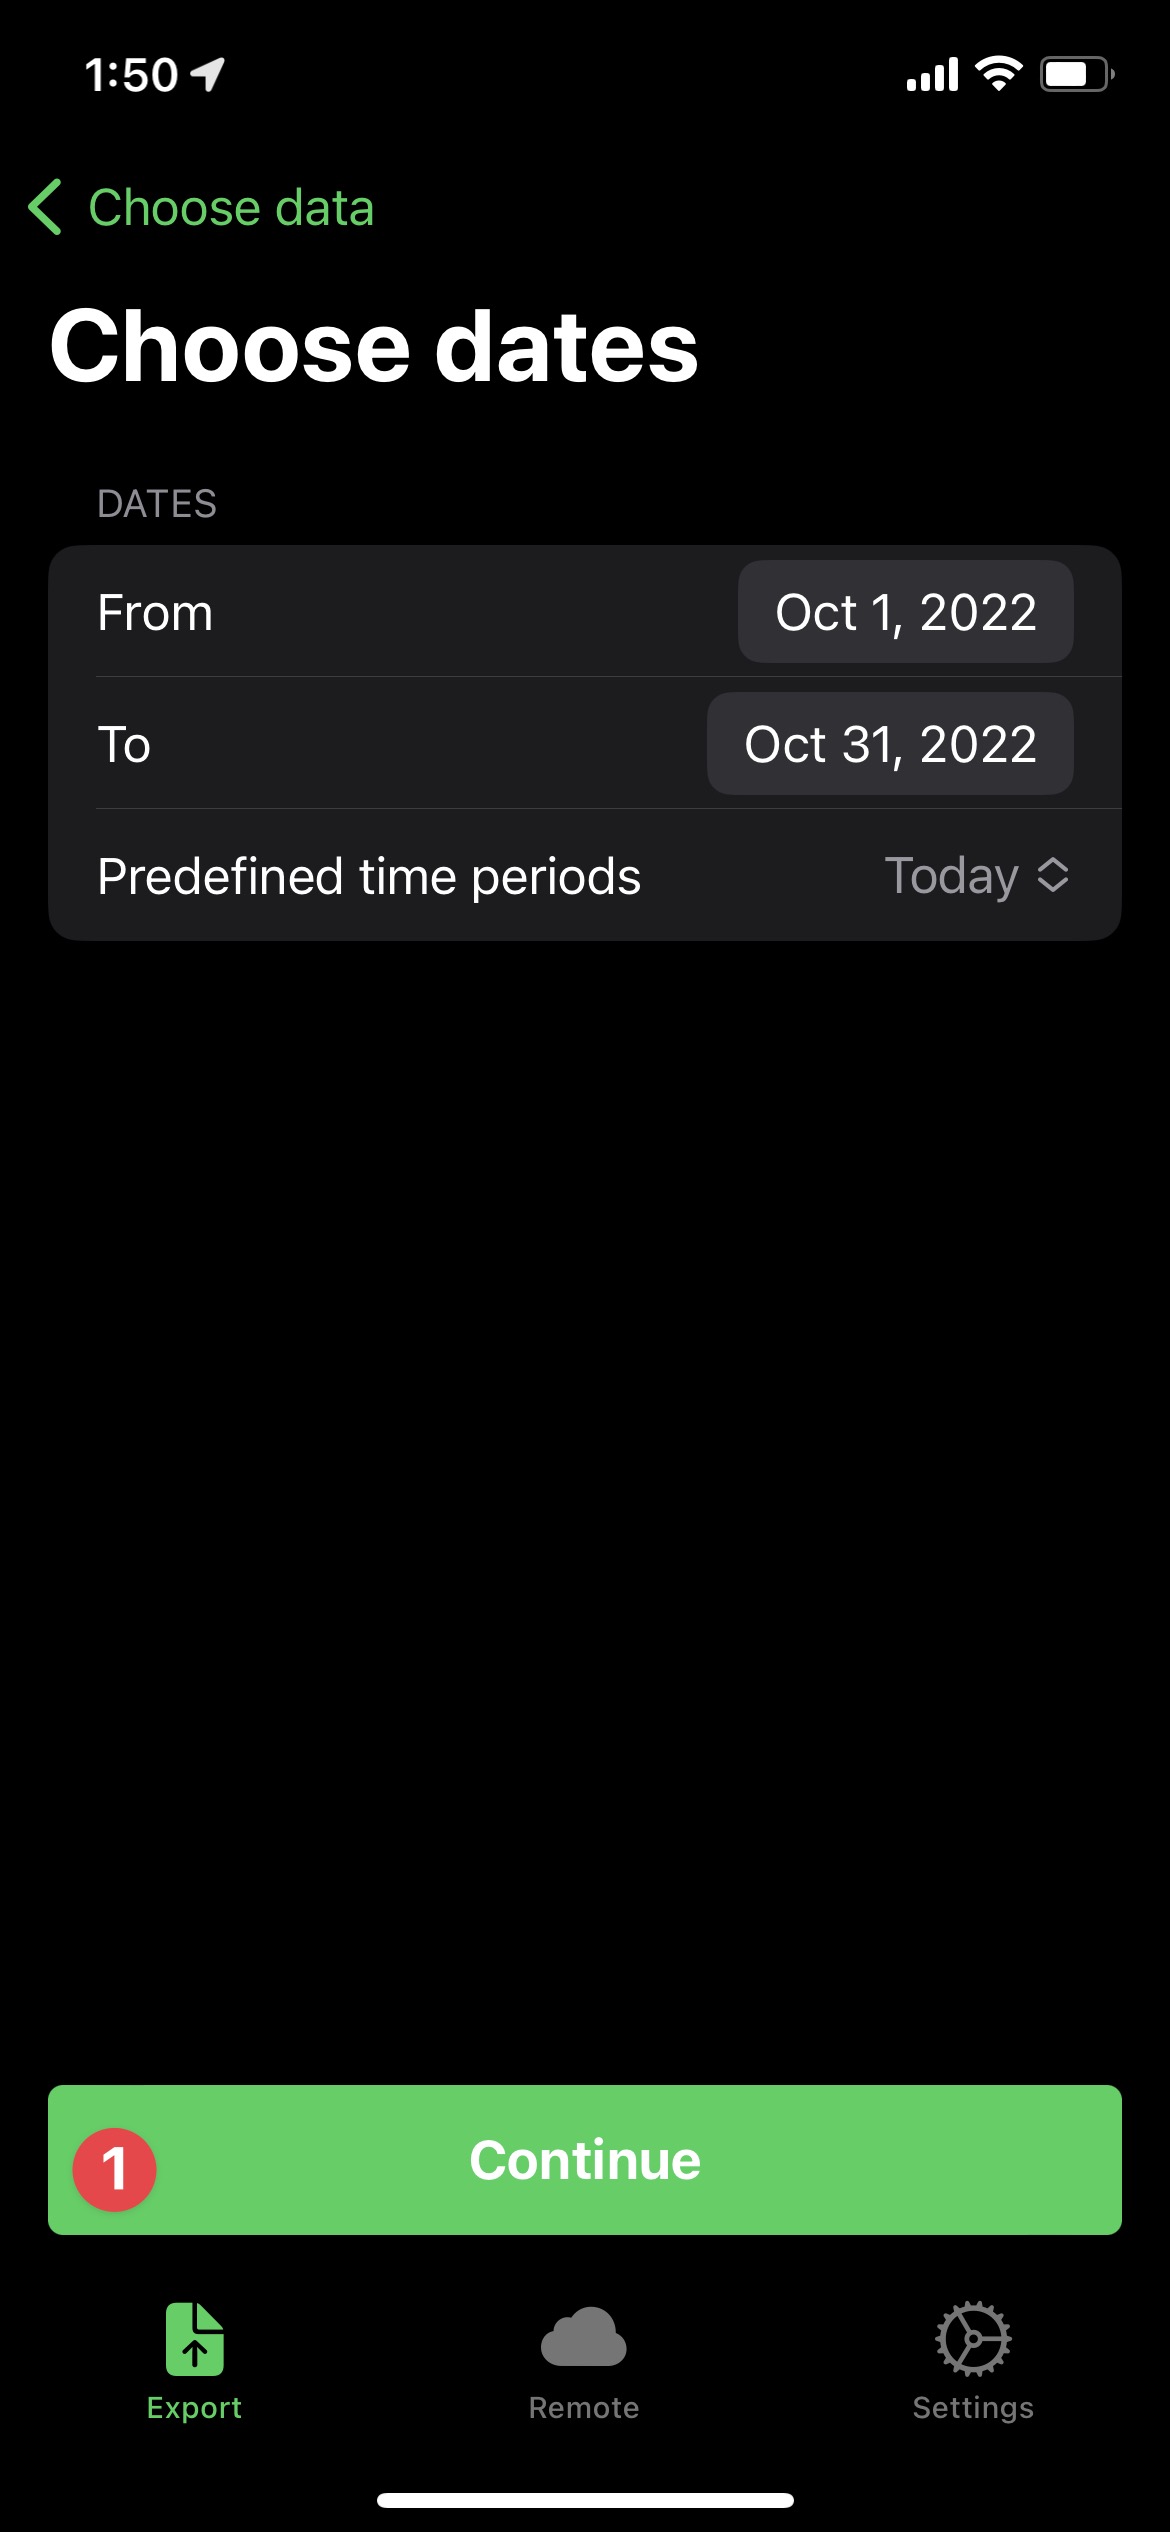 1:50
Choose data
Choose dates
DATES
From Oct 1, 2022
To Oct 31, 2022
Predefined time periods Today
1 Continue
Export Remote Settings